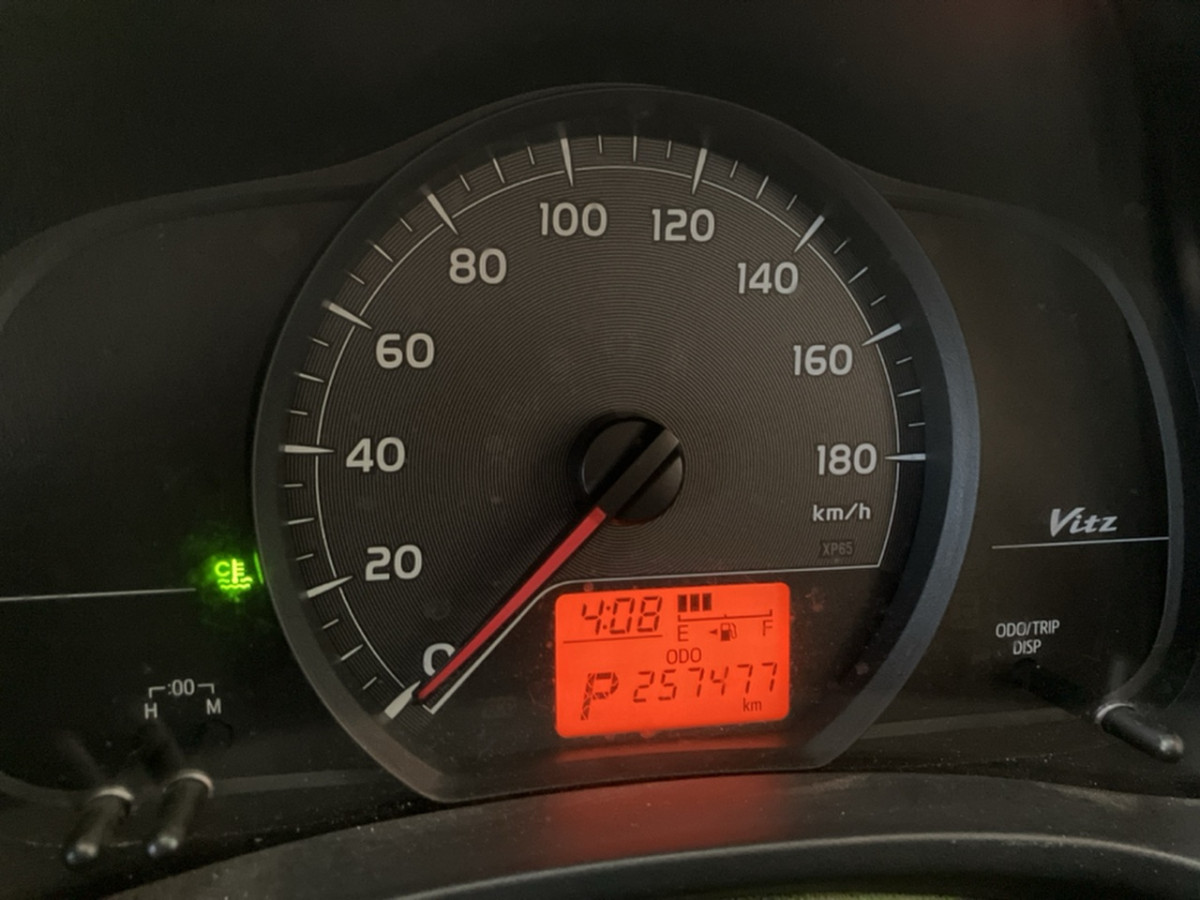 0
20
40
60
80
100
120
140
160
180
km/h
XP65
Vitz
ODO/TRIP
DISP
:00
H M
4:08
E F
ODO
P 257477
km